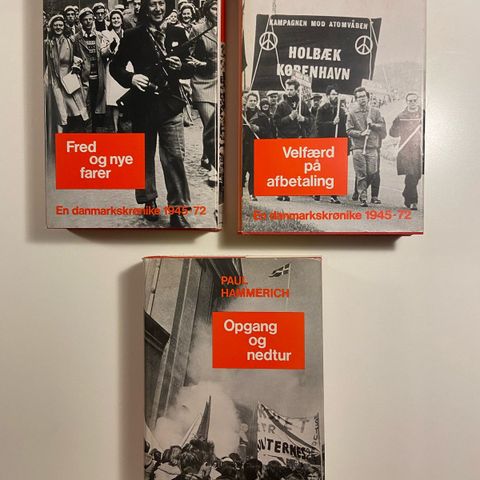 Fred
og nye
farer
En danmarkskrønike 1945-72
KAMPAGNEN MOD ATOMVÅBEN
HOLBÆK
KØBENHAVN
Velfærd
på
afbetaling
En danmarkskrønike 1945-72
PAUL
HAMMERICH
Opgang
og
nedtur